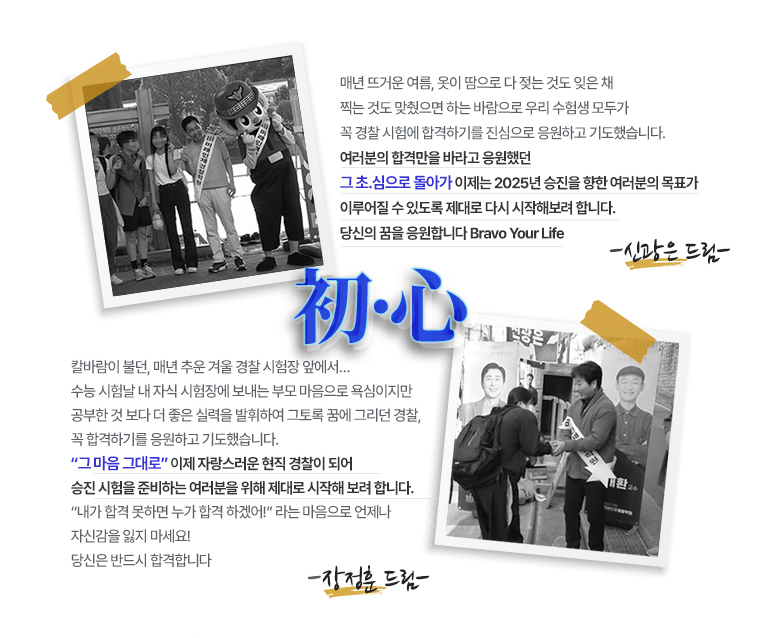 매년 뜨거운 여름, 옷이 땀으로 다 젖는 것도 잊은 채
찍는 것도 맞췄으면 하는 바람으로 우리 수험생 모두가
꼭 경찰 시험에 합격하기를 진심으로 응원하고 기도했습니다.
여러분의 합격만을 바라고 응원했던
그 초.심으로 돌아가 이제는 2025년 승진을 향한 여러분의 목표가
이루어질 수 있도록 제대로 다시 시작해보려 합니다.
당신의 꿈을 응원합니다 Bravo Your Life
-신광은 드림-
初·心
칼바람이 불던, 매년 추운 겨울 경찰 시험장 앞에서...
수능 시험날 내 자식 시험장에 보내는 부모 마음으로 욕심이지만
공부한 것 보다 더 좋은 실력을 발휘하여 그토록 꿈에 그리던 경찰,
꼭 합격하기를 응원하고 기도했습니다.
“그 마음 그대로” 이제 자랑스러운 현직 경찰이 되어
승진 시험을 준비하는 여러분을 위해 제대로 시작해 보려 합니다.
“내가 합격 못하면 누가 합격 하겠어!” 라는 마음으로 언제나
자신감을 잃지 마세요!
당신은 반드시 합격합니다
-장정훈 드림-